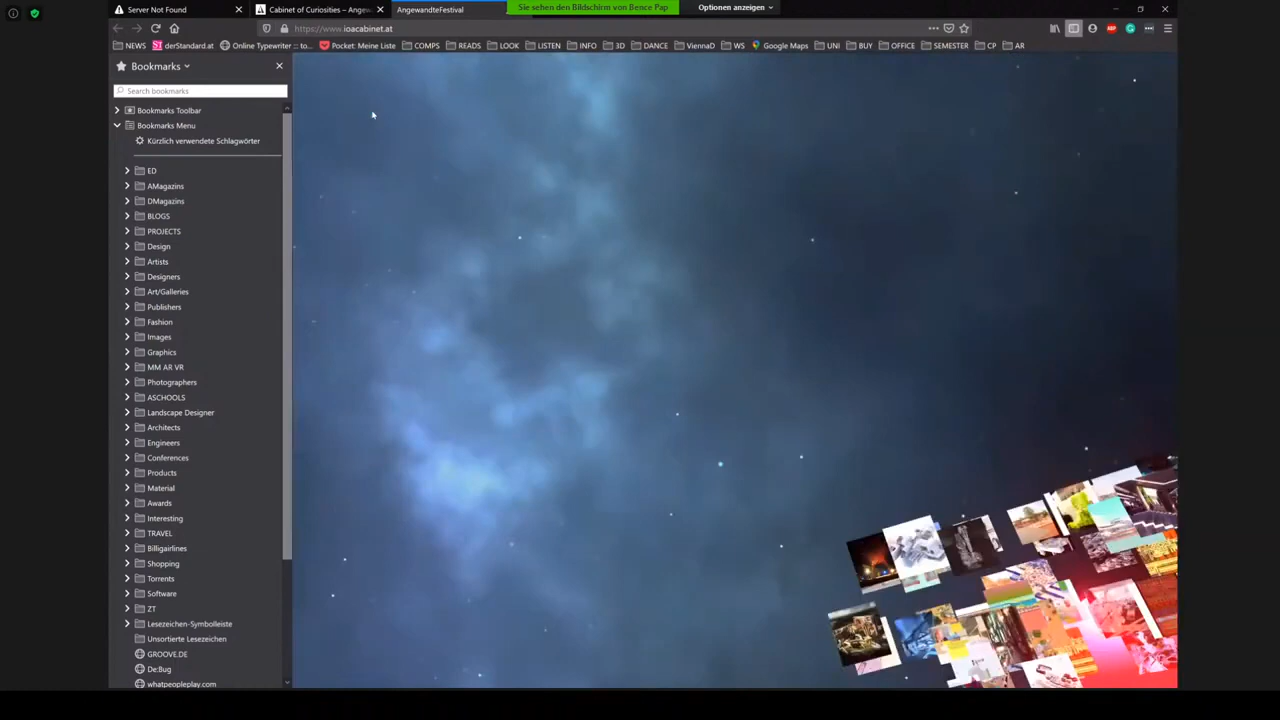 Server Not Found
Cabinet of Curiosities – Angew
AngewandteFestival
Sie sehen den Bildschirm von Bence Pap
Optionen anzeigen
https://www.ioacabinet.at
NEWS
derStandard.at
Online Typewriter ::: to...
Pocket: Meine Liste
COMPS
READS
LOOK
LISTEN
INFO
3D
DANCE
ViennaD
WS
Google Maps
UNI
BUY
OFFICE
SEMESTER
CP
AR
Bookmarks
Search bookmarks
Bookmarks Toolbar
Bookmarks Menu
Kürzlich verwendete Schlagwörter
ED
AMagazins
DMagazins
BLOGS
PROJECTS
Design
Artists
Designers
Art/Galleries
Publishers
Fashion
Images
Graphics
MM AR VR
Photographers
ASCHOOLS
Landscape Designer
Architects
Engineers
Conferences
Products
Material
Awards
Interesting
TRAVEL
Billigairlines
Shopping
Torrents
Software
ZT
Lesezeichen-Symbolleiste
Unsortierte Lesezeichen
GROOVE.DE
De:Bug
whatpeopleplay.com